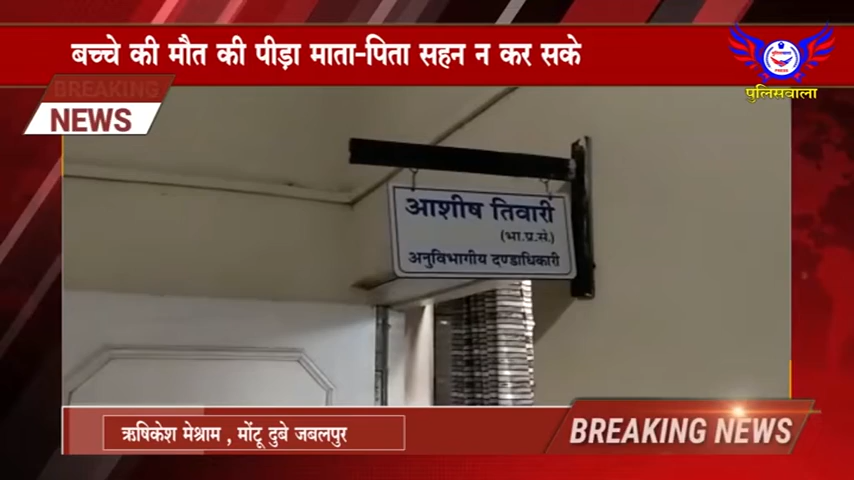 बच्चे की मौत की पीड़ा माता-पिता सहन न कर सके
पुलिसवाला
BREAKING
NEWS
आशीष तिवारी
(भा.प्र.से.)
अनुविभागीय दण्डाधिकारी
ऋषिकेश मेश्राम , मोंटू दुबे जबलपुर
BREAKING NEWS